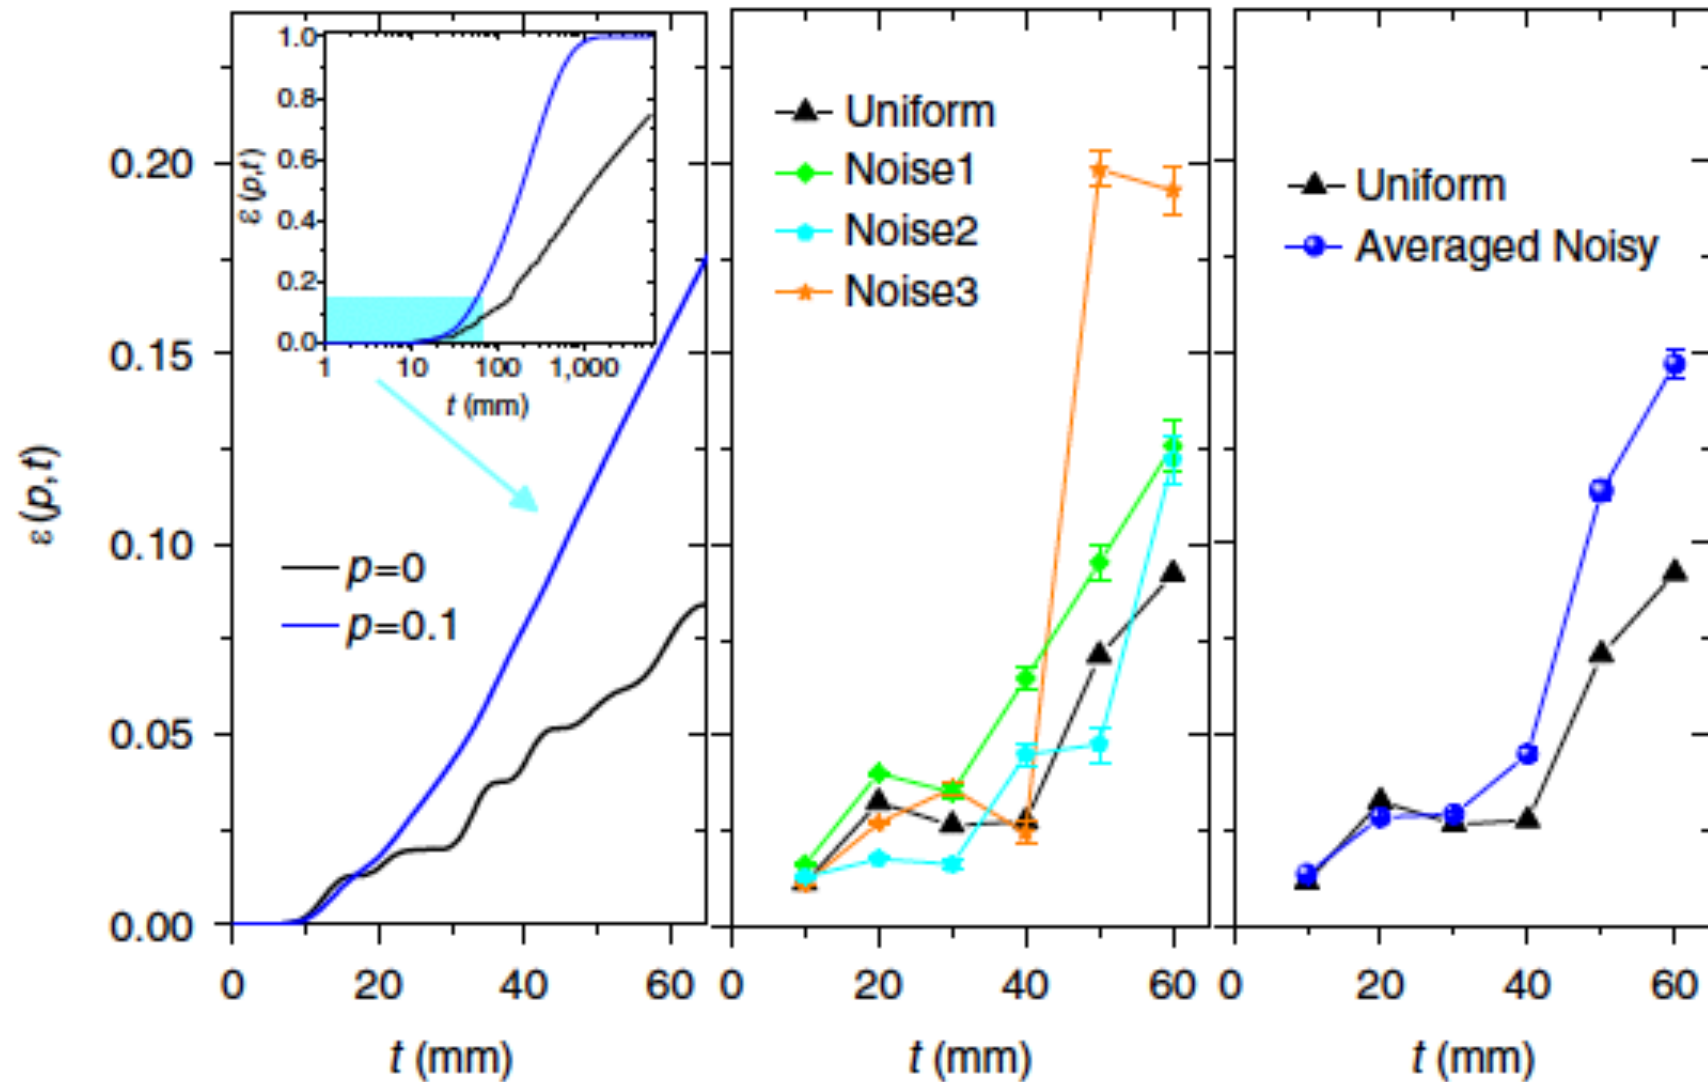 ε(p,t)
0.20
0.15
0.10
0.05
0.00
0 20 40 60
t (mm)
p=0
p=0.1
ε(p,t)
1.0
0.8
0.6
0.4
0.2
0.0
1 10 100 1,000
t (mm)
Uniform
Noise1
Noise2
Noise3
0 20 40 60
t (mm)
Uniform
Averaged Noisy
0 20 40 60
t (mm)